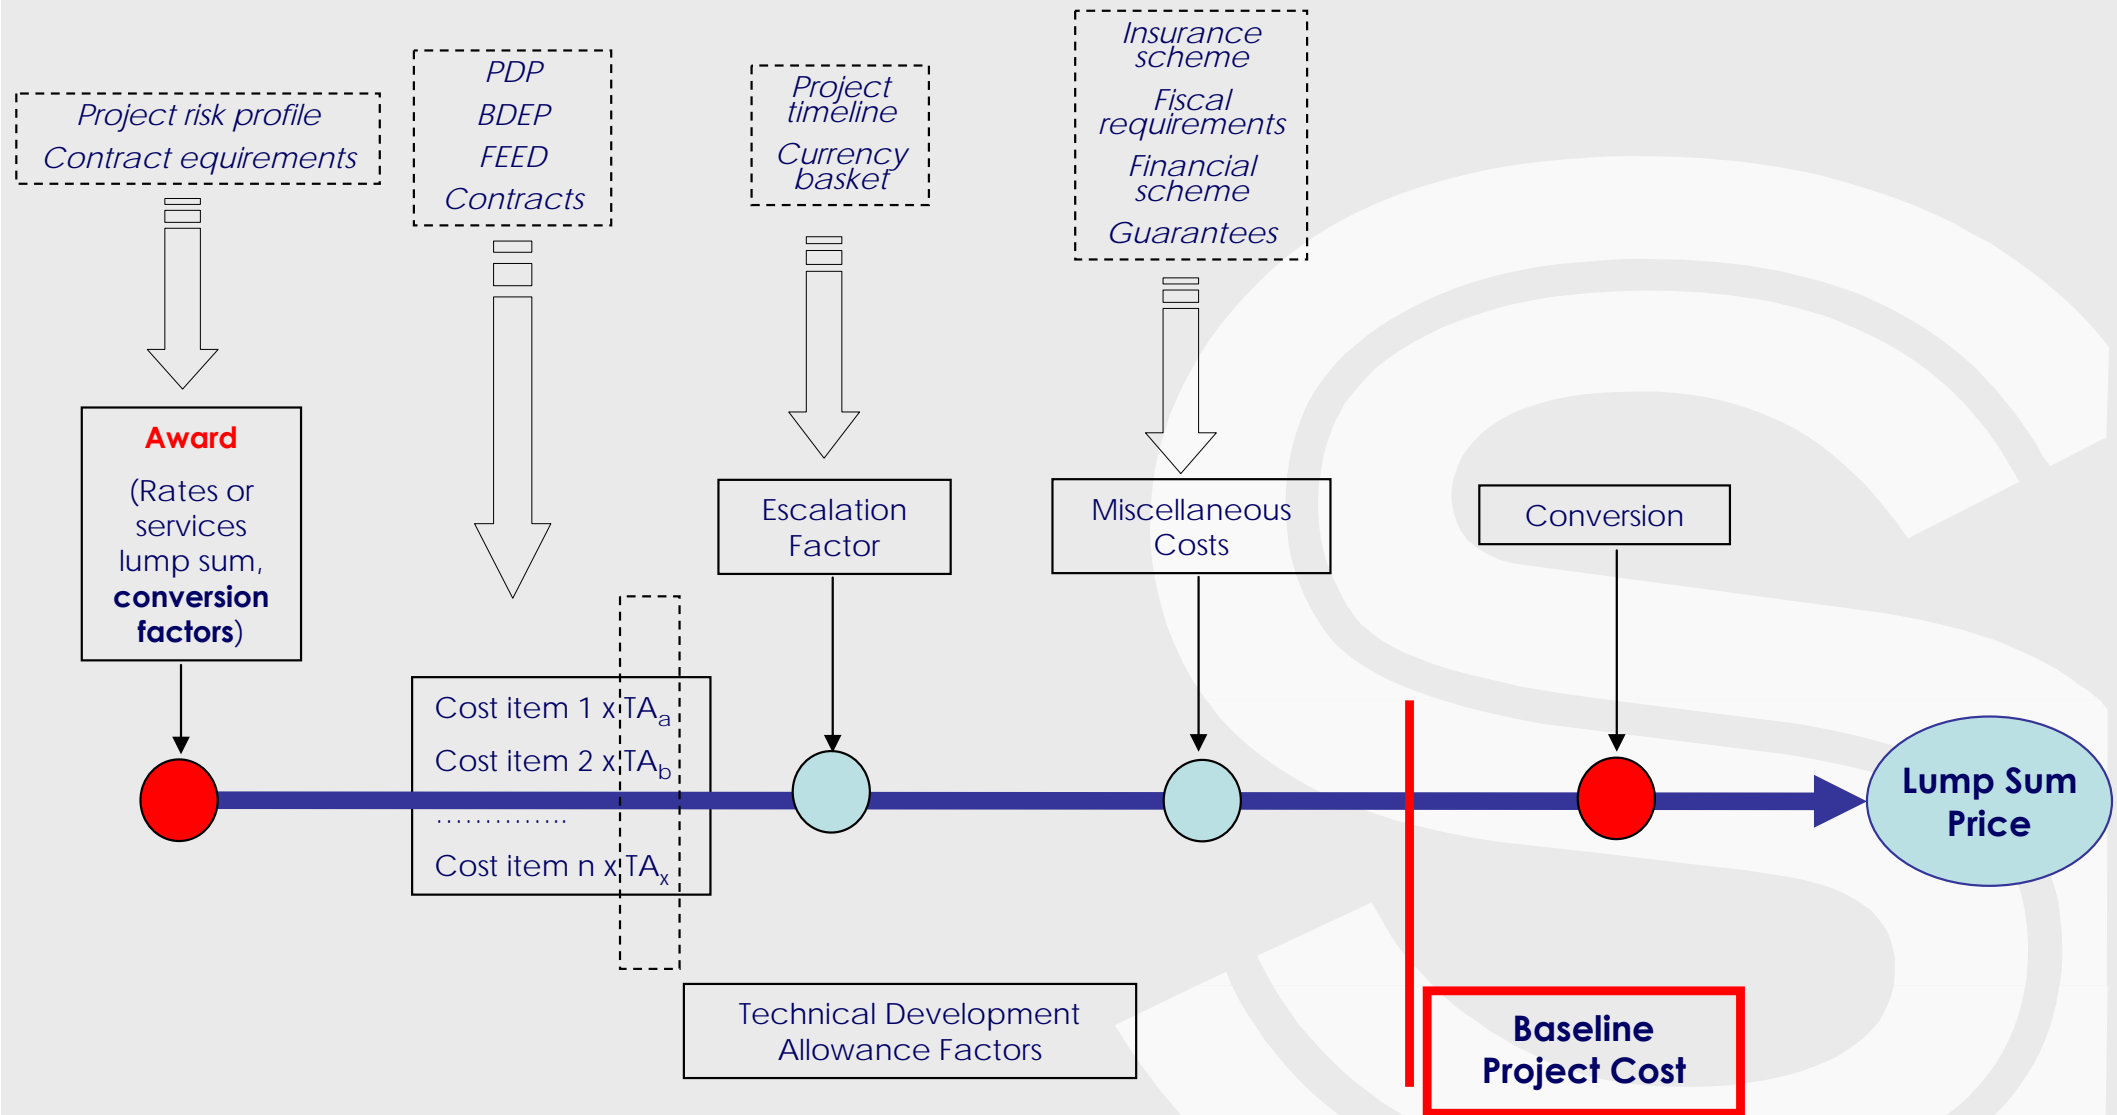 Project risk profile
Contract equirements
PDP
BDEP
FEED
Contracts
Project
timeline
Currency
basket
Insurance
scheme
Fiscal
requirements
Financial
scheme
Guarantees
Award
(Rates or
services
lump sum,
conversion
factors)
Cost item 1 x TAa
Cost item 2 x TAb
..............
Cost item n x TAx
Escalation
Factor
Miscellaneous
Costs
Conversion
Lump Sum
Price
Technical Development
Allowance Factors
Baseline
Project Cost